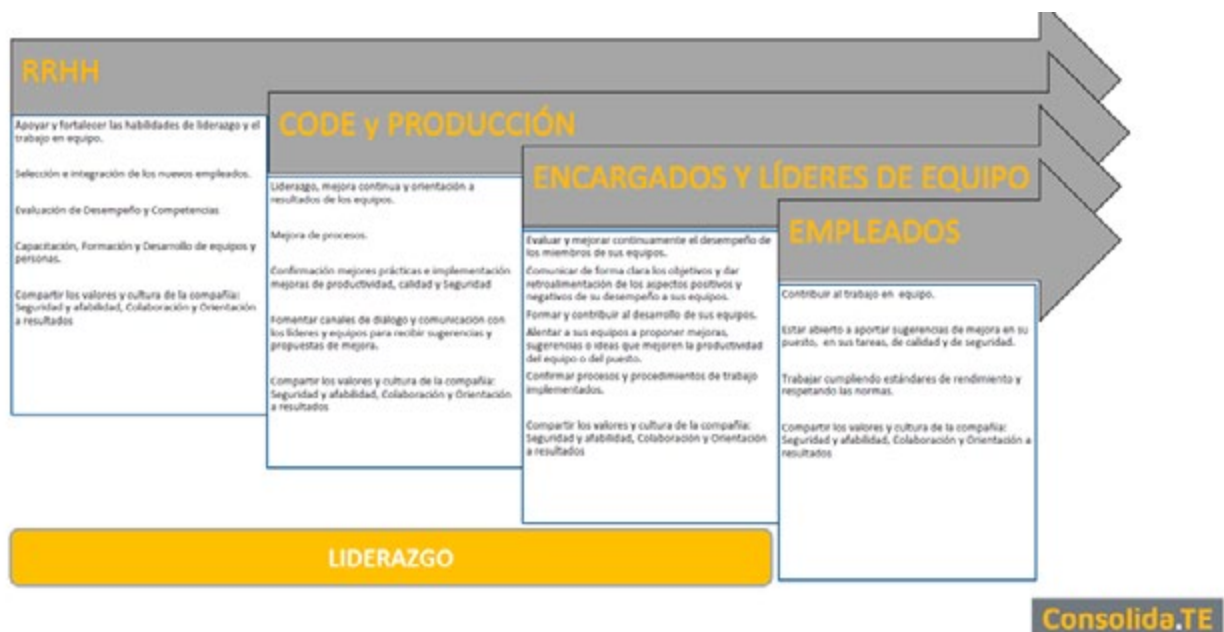 RRHH
Apoyar y fortalecer las habilidades de liderazgo y el
trabajo en equipo.
Selección e integración de los nuevos empleados.
Evaluación de Desempeño y Competencias
Capacitación, Formación y Desarrollo de equipos y
personas.
Compartir los valores y cultura de la compañía:
Seguridad y afabilidad, Colaboración y Orientación
a resultados
CODE y PRODUCCIÓN
Liderazgo, mejora continua y orientación a
resultados de los equipos.
Mejora de procesos.
Confirmación mejores prácticas e implementación
mejoras de productividad, calidad y Seguridad
Fomentar canales de diálogo y comunicación con
los líderes y equipos para recibir sugerencias y
propuestas de mejora.
Compartir los valores y cultura de la compañía:
Seguridad y afabilidad, Colaboración y Orientación
a resultados
ENCARGADOS Y LÍDERES DE EQUIPO
Evaluar y mejorar continuamente el desempeño de
los miembros de sus equipos.
Comunicar de forma clara los objetivos y dar
retroalimentación de los aspectos positivos y
negativos de su desempeño a sus equipos.
Formar y contribuir al desarrollo de sus equipos.
Alentar a sus equipos a proponer mejoras,
sugerencias o ideas que mejoren la productividad
del equipo o del puesto.
Confirmar procesos y procedimientos de trabajo
implementados.
Compartir los valores y cultura de la compañía:
Seguridad y afabilidad, Colaboración y Orientación
a resultados
EMPLEADOS
Contribuir al trabajo en equipo.
Estar abierto a aportar sugerencias de mejora en su
puesto, en sus tareas, de calidad y de seguridad.
Trabajar cumpliendo estándares de rendimiento y
respetando las normas.
Compartir los valores y cultura de la compañía:
Seguridad y afabilidad, Colaboración y Orientación a
resultados
LIDERAZGO
Consolida.TE